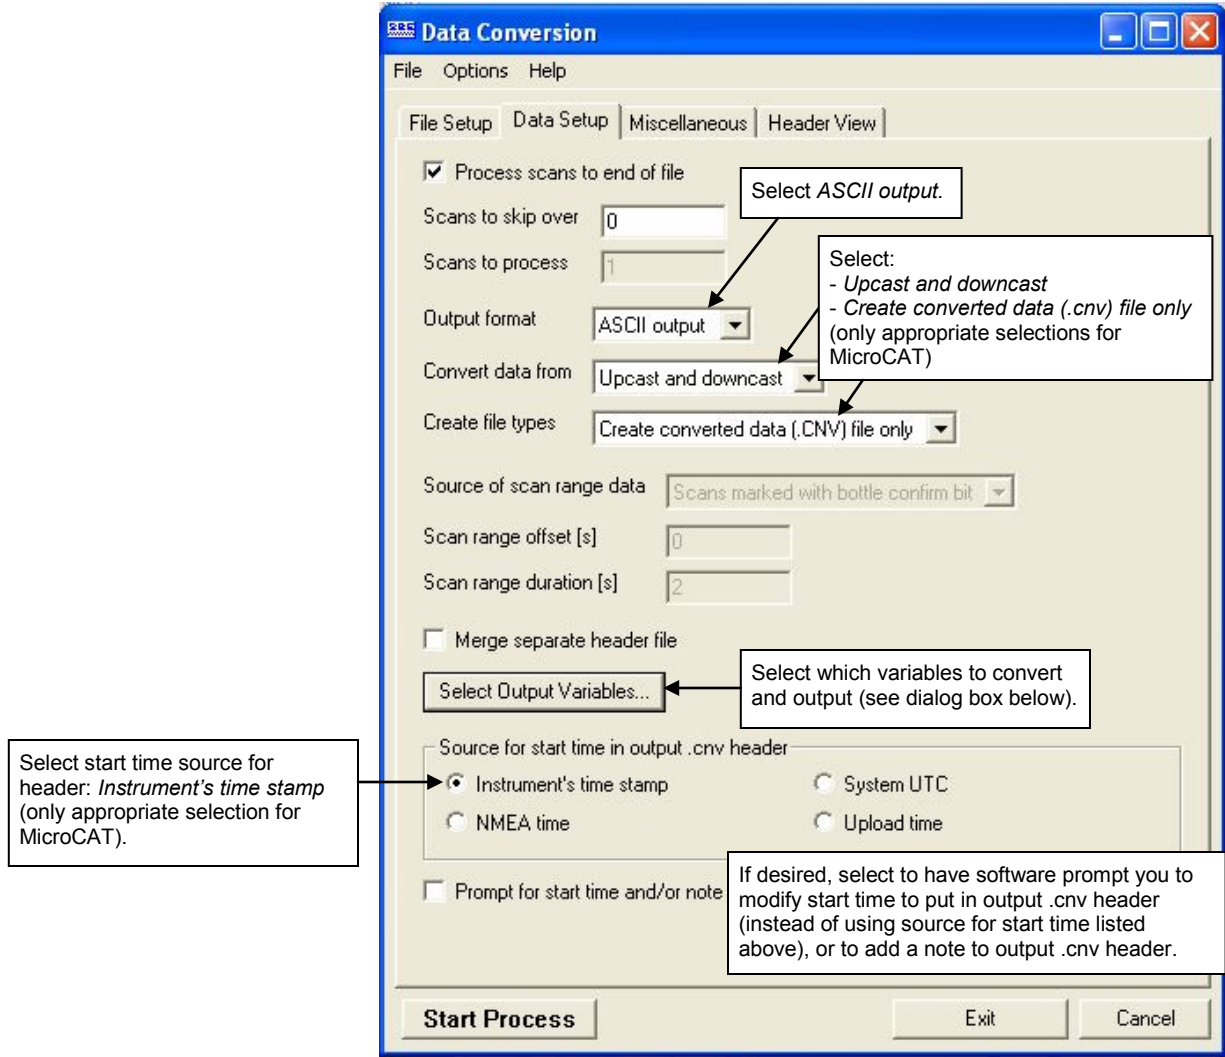 Data Conversion
File Options Help
File Setup Data Setup Miscellaneous Header View
Process scans to end of file
Select ASCII output.
Scans to skip over 0
Scans to process 1
Select:
- Upcast and downcast
- Create converted data (.cnv) file only
(only appropriate selections for
MicroCAT)
Output format ASCII output
Convert data from Upcast and downcast
Create file types Create converted data (.CNV) file only
Source of scan range data Scans marked with bottle confirm bit
Scan range offset [s] 0
Scan range duration [s] 2
Merge separate header file
Select Output Variables...
Select which variables to convert
and output (see dialog box below).
Source for start time in output .cnv header
Select start time source for
header: Instrument's time stamp
(only appropriate selection for
MicroCAT).
Instrument's time stamp System UTC
NMEA time Upload time
Prompt for start time and/or note
If desired, select to have software prompt you to
modify start time to put in output .cnv header
(instead of using source for start time listed
above), or to add a note to output .cnv header.
Start Process Exit Cancel